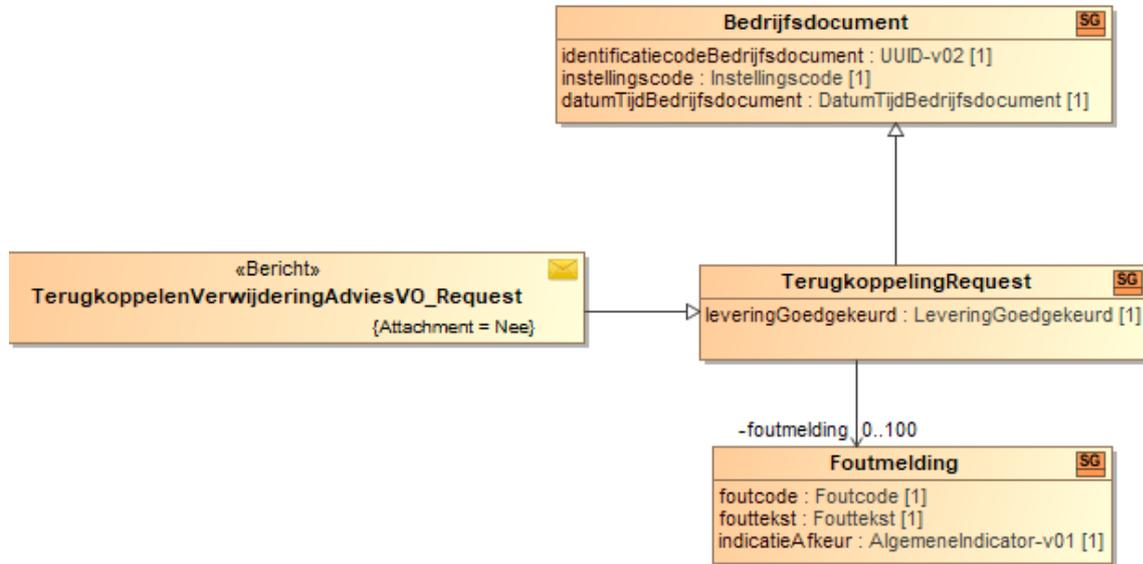 Bedrijfsdocument
SG
identificatiecodeBedrijfsdocument : UUID-v02 [1]
instellingscode : Instellingscode [1]
datumTijdBedrijfsdocument : DatumTijdBedrijfsdocument [1]
«Bericht»
TerugkoppelenVerwijderingAdviesVO_Request
{Attachment = Nee}
TerugkoppelingRequest
SG
leveringGoedgekeurd : LeveringGoedgekeurd [1]
-foutmelding 0..100
Foutmelding
SG
foutcode : Foutcode [1]
fouttekst : Fouttekst [1]
indicatieAfkeur : AlgemeneIndicator-v01 [1]